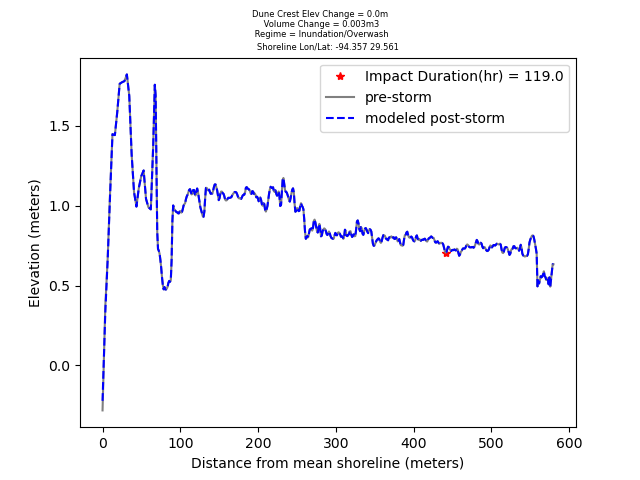 Dune Crest Elev Change = 0.0m
Volume Change = 0.003m3
Regime = Inundation/Overwash
Shoreline Lon/Lat: -94.357 29.561
Impact Duration(hr) = 119.0
pre-storm
modeled post-storm
1.5
1.0
0.5
0.0
Elevation (meters)
0 100 200 300 400 500 600
Distance from mean shoreline (meters)